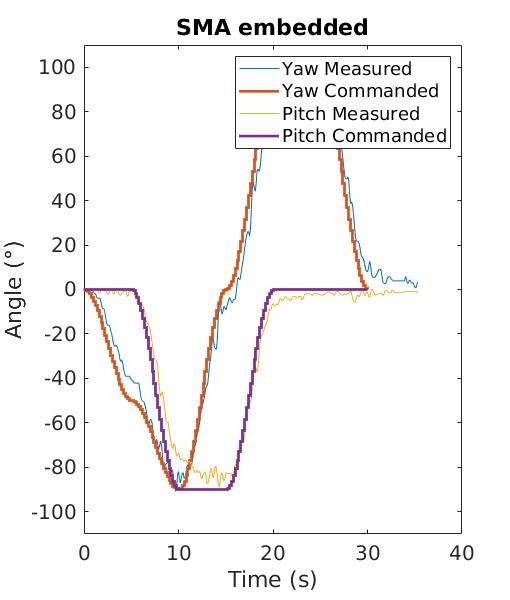 SMA embedded
Yaw Measured
Yaw Commanded
Pitch Measured
Pitch Commanded
100
80
60
40
20
0
-20
-40
-60
-80
-100
Angle (°)
0 10 20 30 40
Time (s)